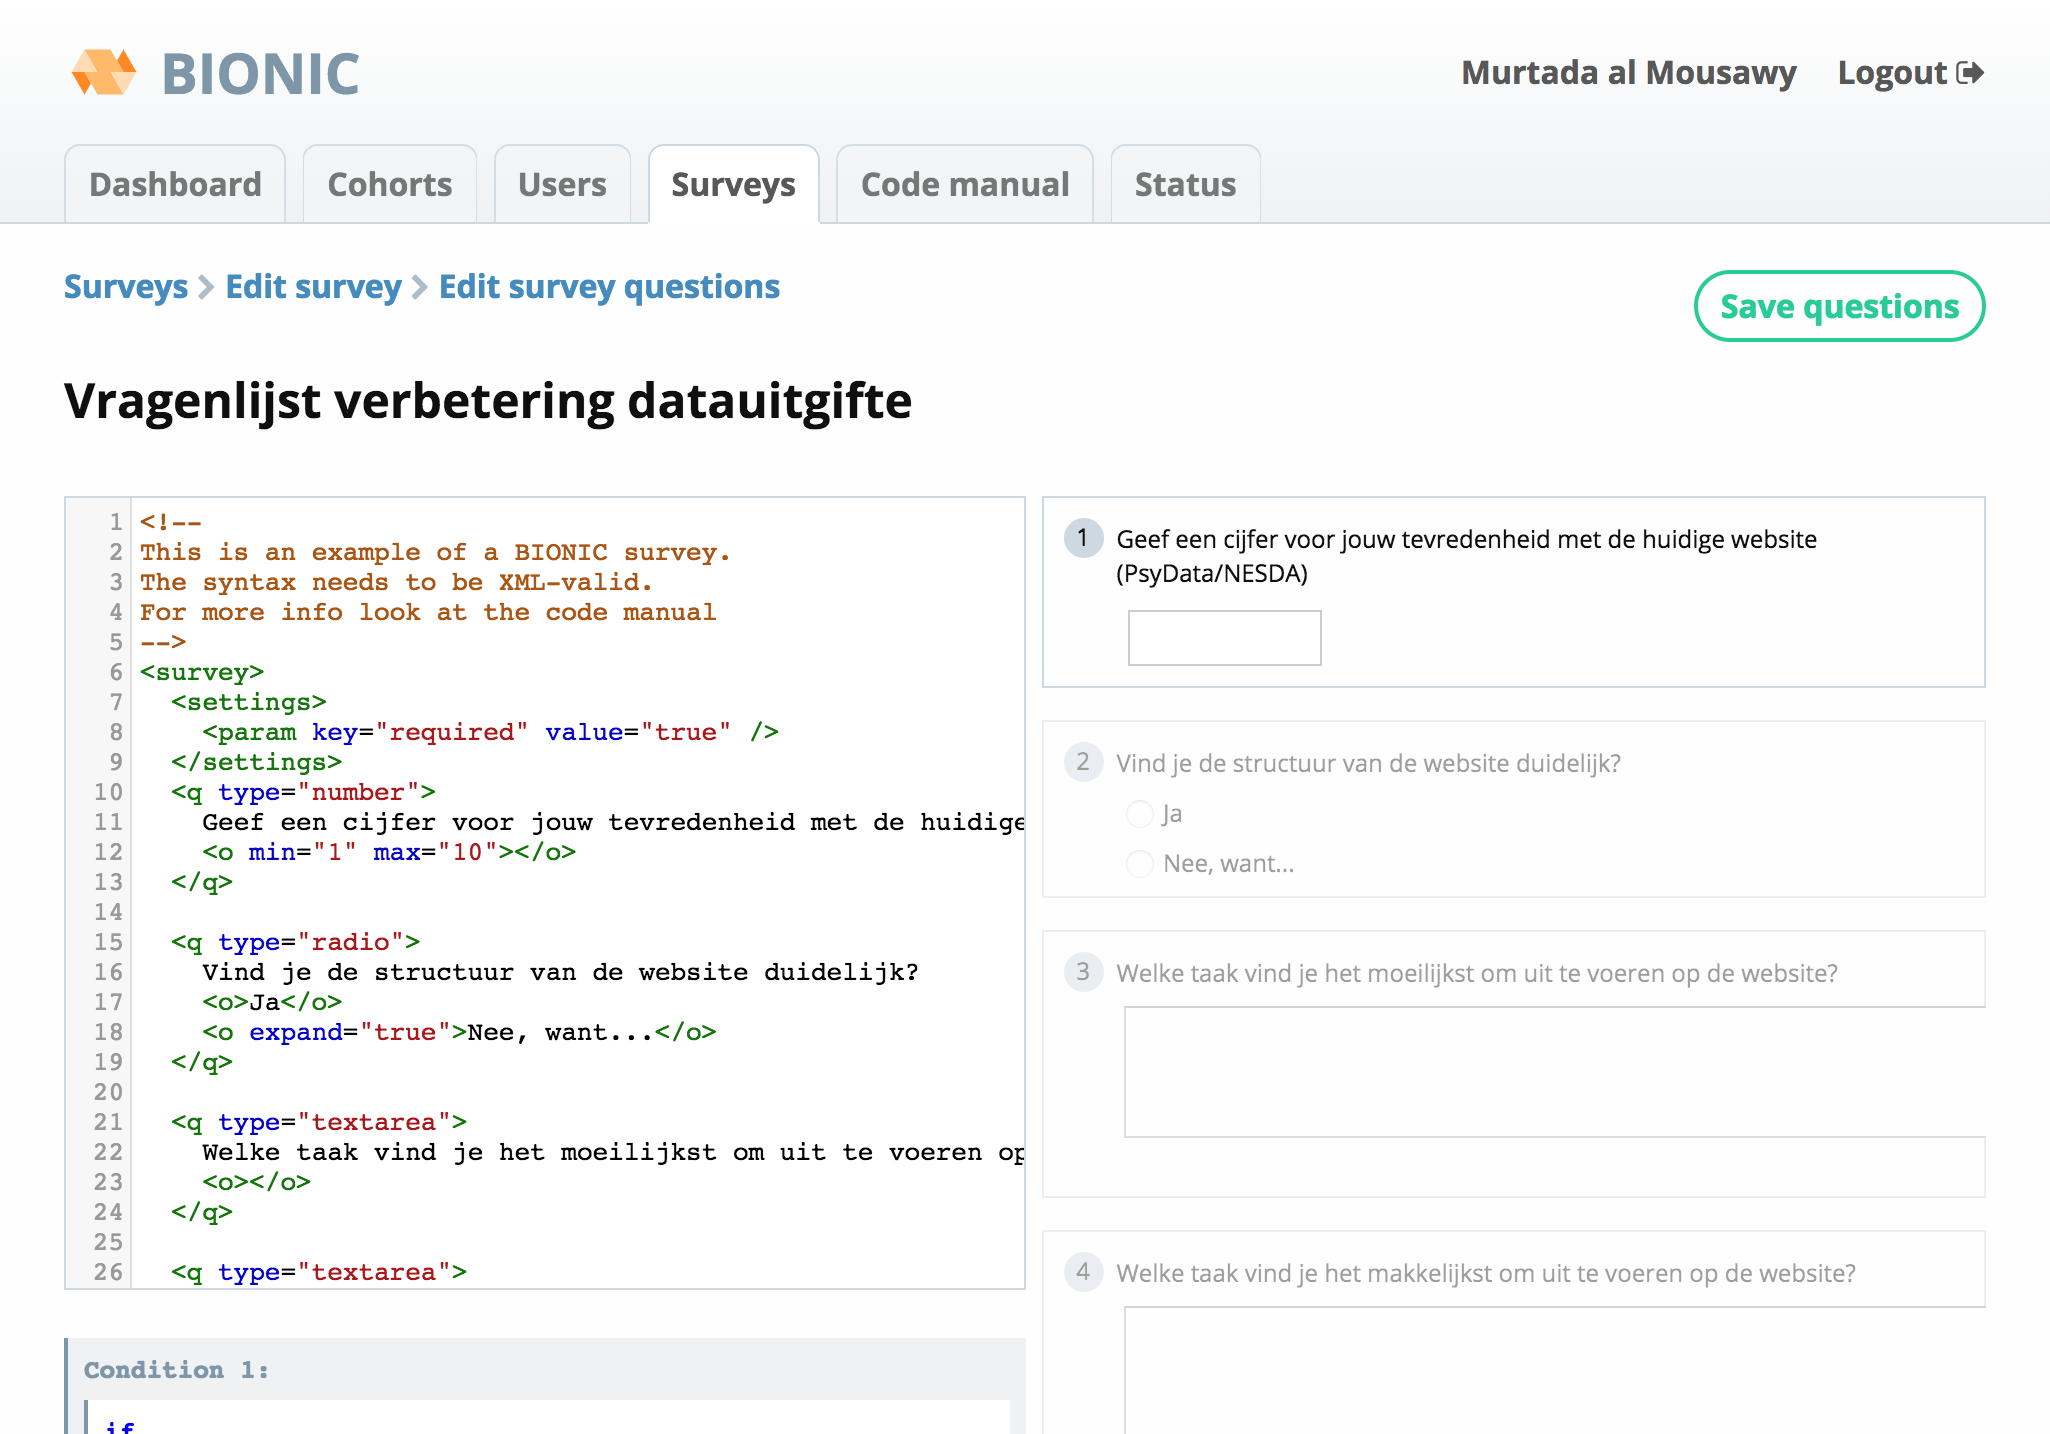 BIONIC
Murtada al Mousawy
Logout
Dashboard
Cohorts
Users
Surveys
Code manual
Status
Surveys
Edit survey
Edit survey questions
Save questions
Vragenlijst verbetering datauitgifte
1 <!--
2 This is an example of a BIONIC survey.
3 The syntax needs to be XML-valid.
4 For more info look at the code manual
5 -->
6 <survey>
7 <settings>
8 <param key="required" value="true" />
9 </settings>
10 <q type="number">
11 Geef een cijfer voor jouw tevredenheid met de huidige
12 <o min="1" max="10"></o>
13 </q>
14
15 <q type="radio">
16 Vind je de structuur van de website duidelijk?
17 <o>Ja</o>
18 <o expand="true">Nee, want...</o>
19 </q>
20
21 <q type="textarea">
22 Welke taak vind je het moeilijkst om uit te voeren op
23 <o></o>
24 </q>
25
26 <q type="textarea">
Condition 1:
if
1 Geef een cijfer voor jouw tevredenheid met de huidige website
(PsyData/NESDA)
2 Vind je de structuur van de website duidelijk?
Ja
Nee, want...
3 Welke taak vind je het moeilijkst om uit te voeren op de website?
4 Welke taak vind je het makkelijkst om uit te voeren op de website?